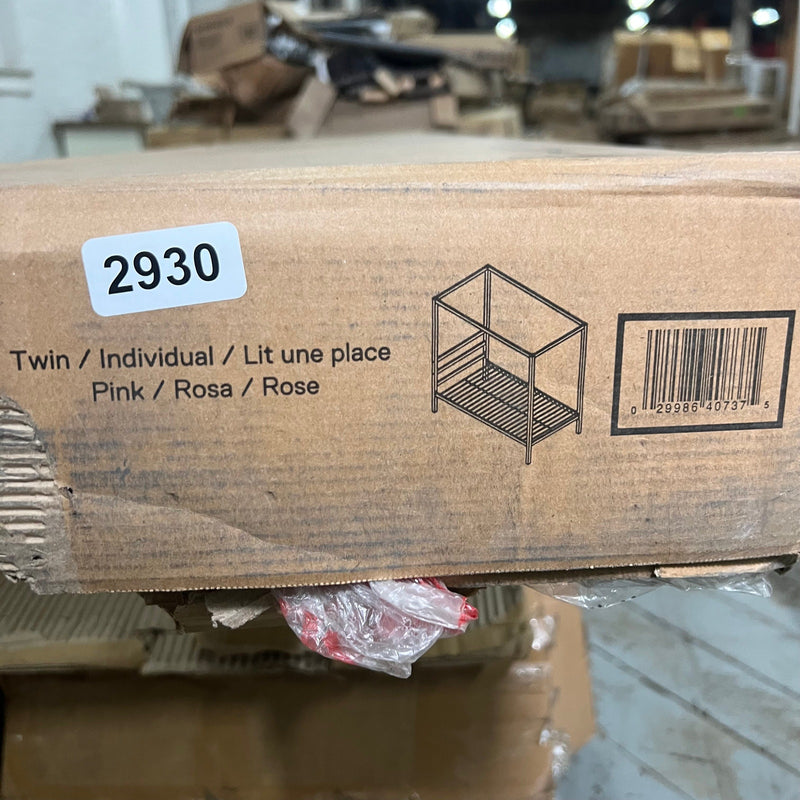 2930
Twin / Individual / Lit une place
Pink / Rosa / Rose
0 29986 40737 5